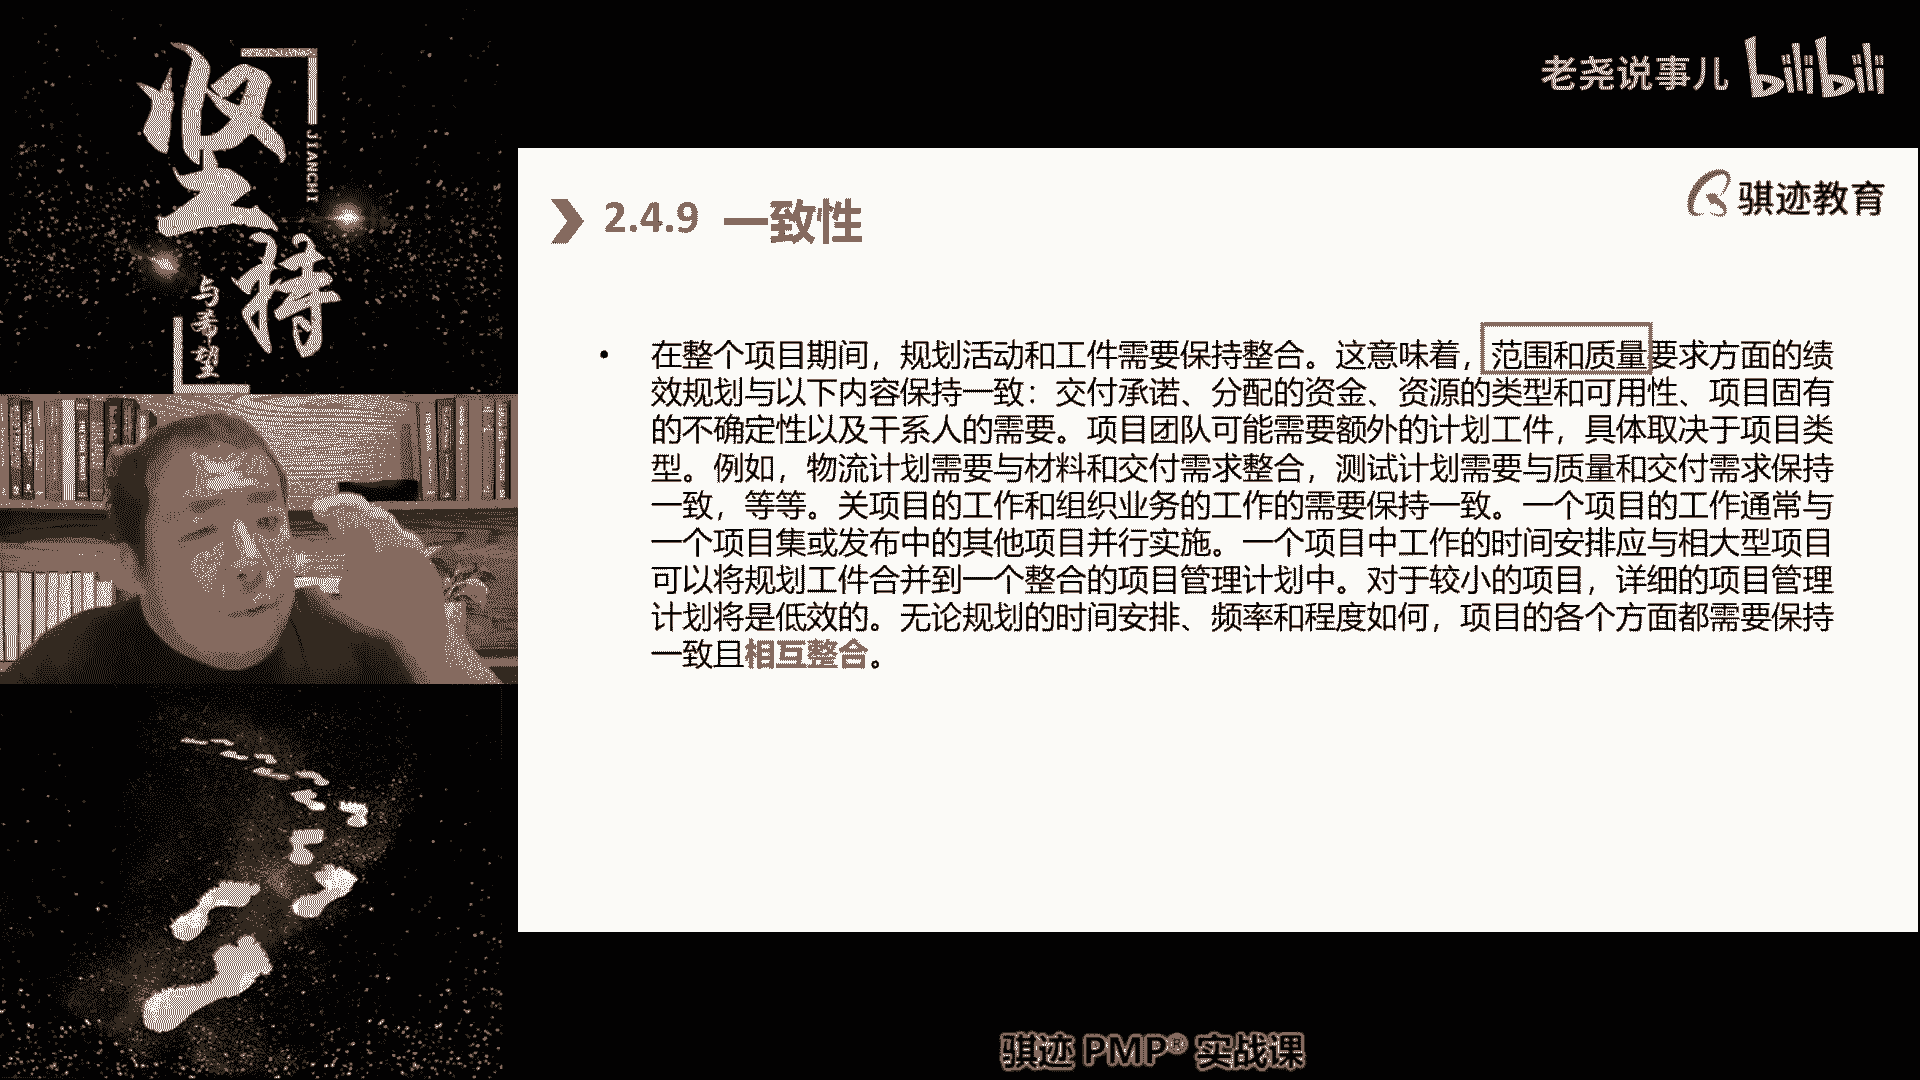 坚持
JIANCHI
与希望
老尧说事儿 bilibili
骐迹教育
2.4.9 一致性
• 在整个项目期间，规划活动和工件需要保持整合。这意味着，范围和质量要求方面的绩
效规划与以下内容保持一致：交付承诺、分配的资金、资源的类型和可用性、项目固有
的不确定性以及干系人的需要。项目团队可能需要额外的计划工件，具体取决于项目类
型。例如，物流计划需要与材料和交付需求整合，测试计划需要与质量和交付需求保持
一致，等等。关项目的工作和组织业务的工作的需要保持一致。一个项目的工作通常与
一个项目集或发布中的其他项目并行实施。一个项目中工作的时间安排应与相大型项目
可以将规划工件合并到一个整合的项目管理计划中。对于较小的项目，详细的项目管理
计划将是低效的。无论规划的时间安排、频率和程度如何，项目的各个方面都需要保持
一致且相互整合。
骐迹 PMP® 实战课